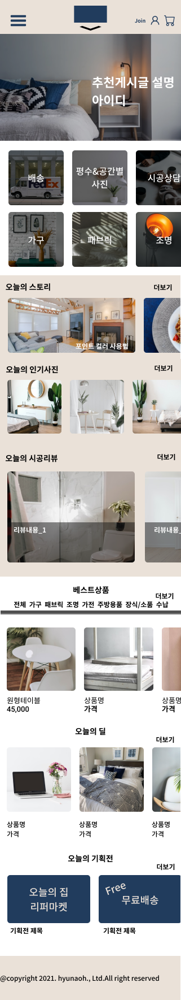 Join
추천게시글 설명
아이디
배송
FedEx
평수&공간별
사진
시공상담
가구
패브릭
조명
오늘의 스토리
더보기
포인트 컬러 사용법
오늘의 인기사진
더보기
오늘의 시공리뷰
더보기
리뷰내용_1
리뷰내용_
베스트상품
더보기
전체 가구 패브릭 조명 가전 주방용품 장식/소품 수납
원형테이블
45,000
상품명
가격
상품명
가격
오늘의 딜
더보기
상품명
가격
상품명
가격
상품명
가격
오늘의 기획전
더보기
오늘의 집
리퍼마켓
Free
무료배송
기획전 제목
기획전 제목
@copyright 2021. hyunaoh., Ltd.All right reserved